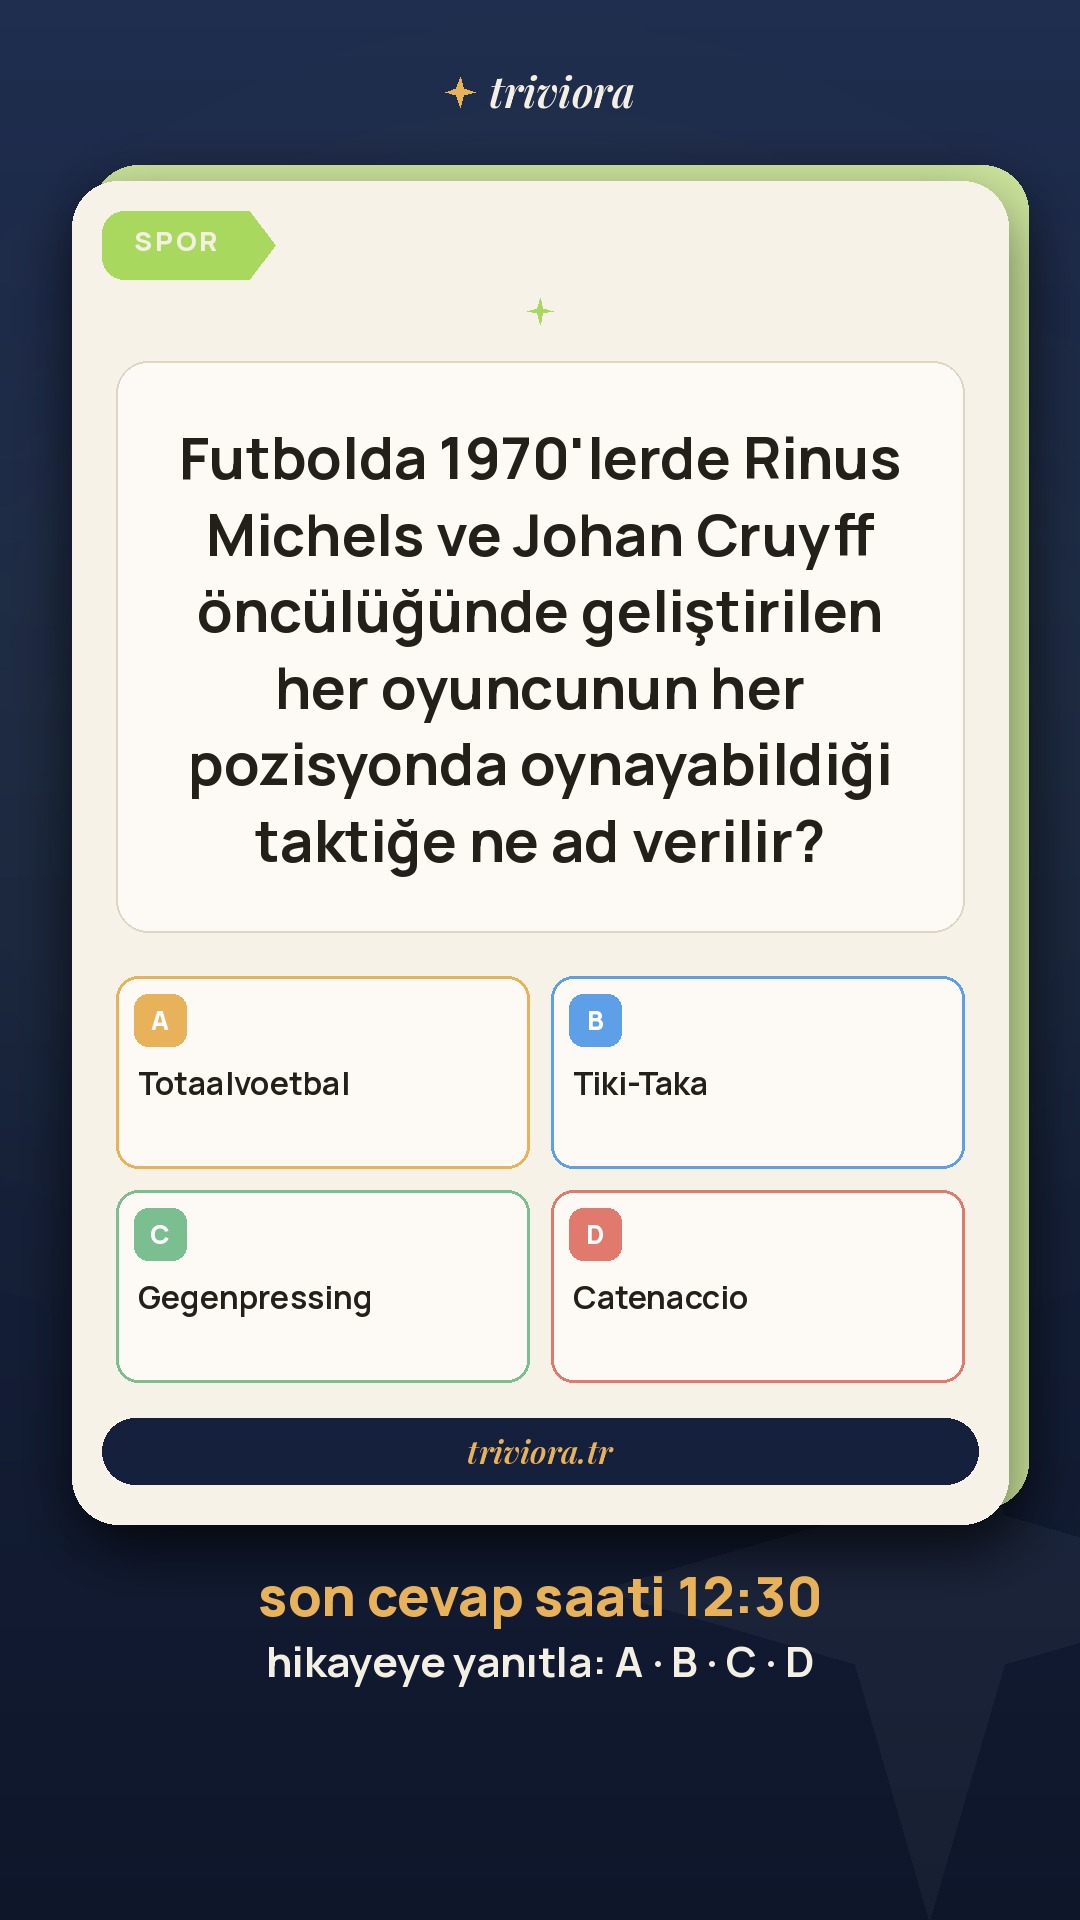 triviora
SPOR
Futbolda 1970'lerde Rinus
Michels ve Johan Cruyff
öncülüğünde geliştirilen
her oyuncunun her
pozisyonda oynayabildiği
taktiğe ne ad verilir?
A
Totaalvoetbal
B
Tiki-Taka
C
Gegenpressing
D
Catenaccio
triviora.tr
son cevap saati 12:30
hikayeye yanıtla: A · B · C · D